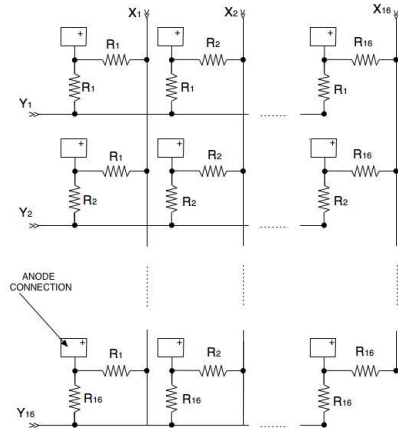 X1 X2 X16
+ + +
R1 R2 R16
R1 R1 R1
Y1
+ + +
R1 R2 R16
R2 R2 R2
Y2
ANODE
CONNECTION
+ + +
R1 R2 R16
R16 R16 R16
Y16